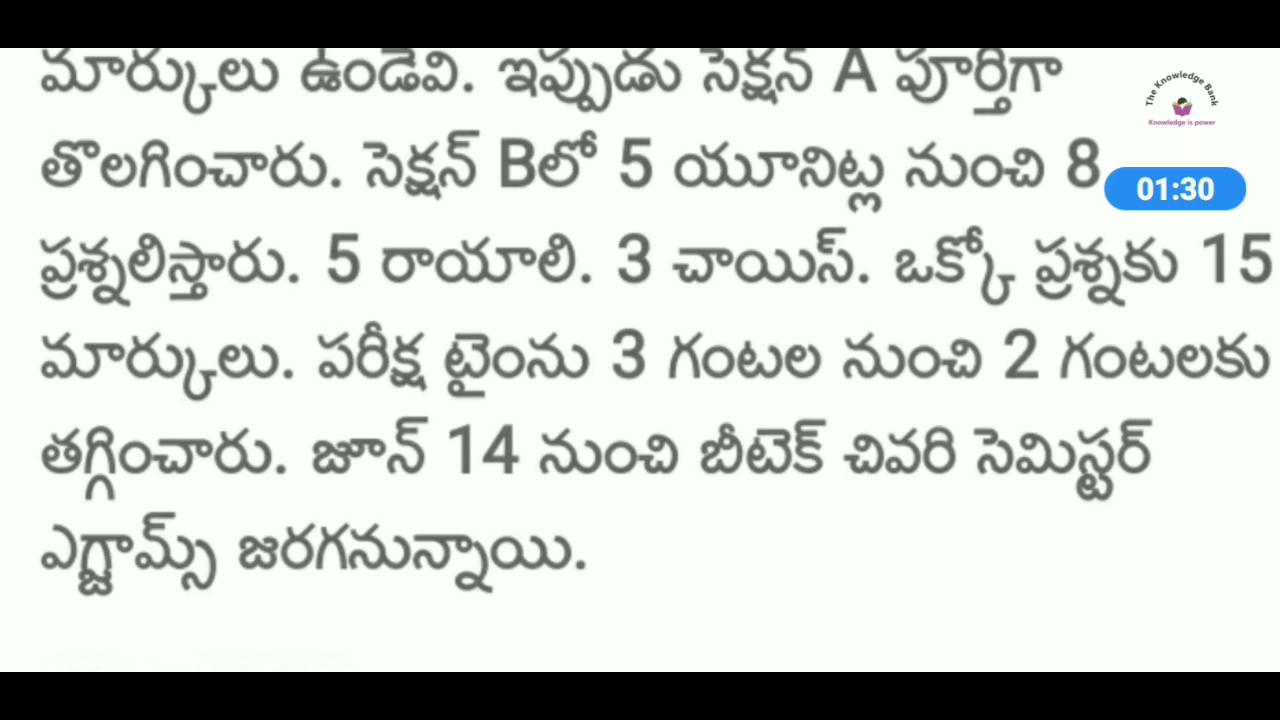 మార్కులు ఉండేవి. ఇప్పుడు సెక్షన్ A పూర్తిగా
The Knowledge Bank
Knowledge is power
తొలగించారు. సెక్షన్ Bలో 5 యూనిట్ల నుంచి 8
01:30
ప్రశ్నలిస్తారు. 5 రాయాలి. 3 చాయిస్. ఒక్కో ప్రశ్నకు 15
మార్కులు. పరీక్ష టైంను 3 గంటల నుంచి 2 గంటలకు
తగ్గించారు. జూన్ 14 నుంచి బీటెక్ చివరి సెమిస్టర్
ఎగ్జామ్స్ జరగనున్నాయి.